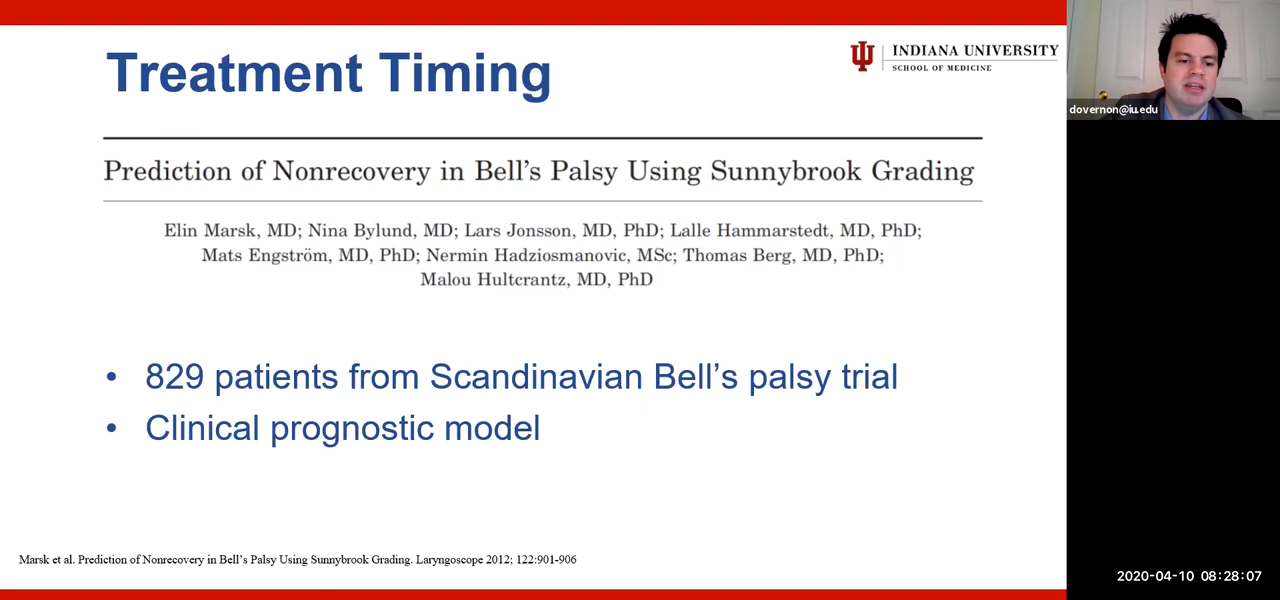 Treatment Timing
INDIANA UNIVERSITY
SCHOOL OF MEDICINE
dovernon@iu.edu
Prediction of Nonrecovery in Bell's Palsy Using Sunnybrook Grading
Elin Marsk, MD; Nina Bylund, MD; Lars Jonsson, MD, PhD; Lalle Hammarstedt, MD, PhD;
Mats Engström, MD, PhD; Nermin Hadziosmanovic, MSc; Thomas Berg, MD, PhD;
Malou Hultcrantz, MD, PhD
• 829 patients from Scandinavian Bell's palsy trial
• Clinical prognostic model
Marsk et al. Prediction of Nonrecovery in Bell's Palsy Using Sunnybrook Grading. Laryngoscope 2012; 122:901-906
2020-04-10 08:28:07